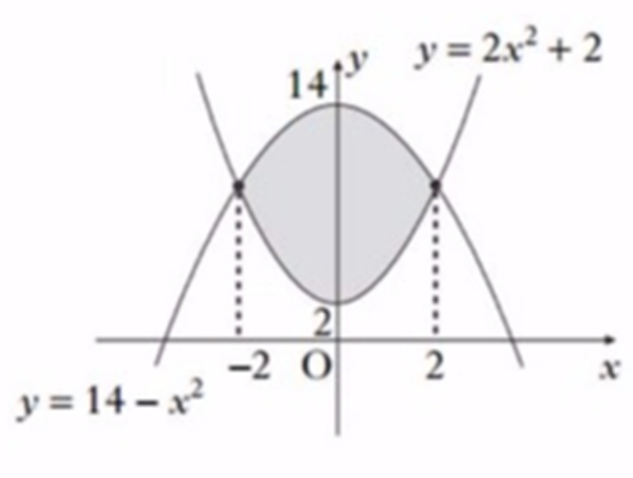 y = 2x² + 2
y
14
2
−2 O 2 x
y = 14 − x²